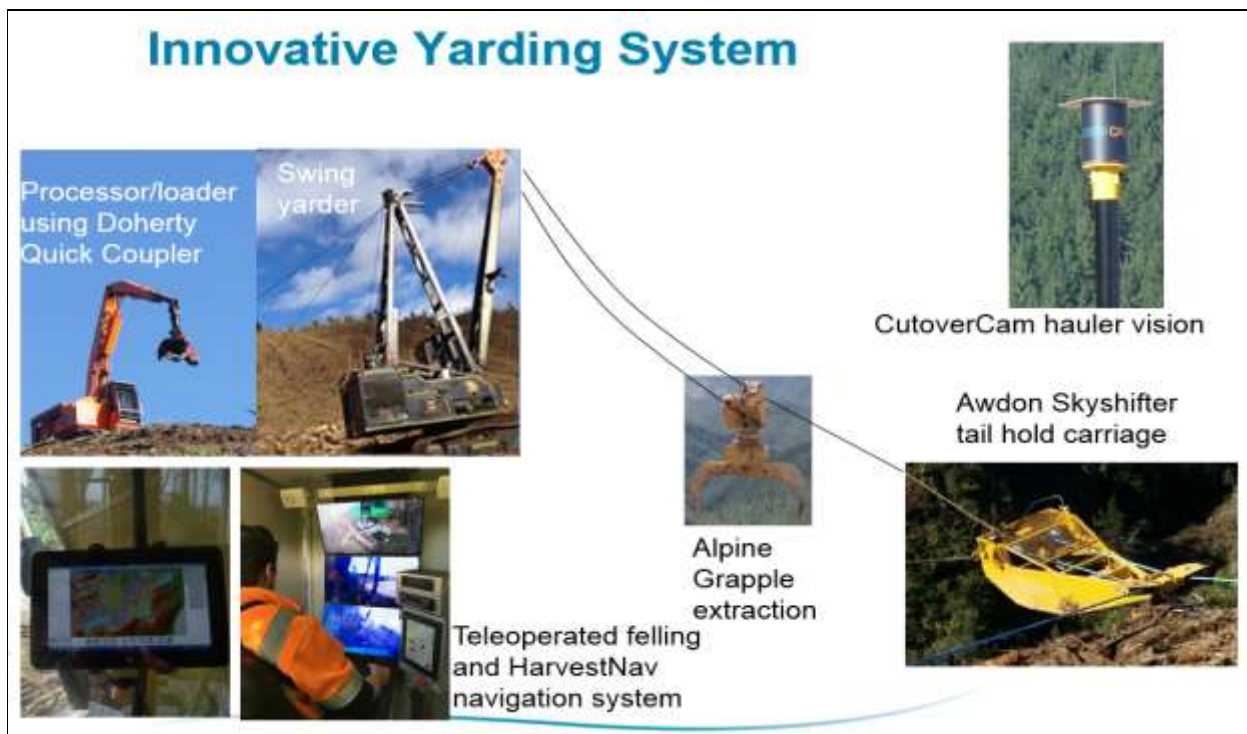 Innovative Yarding System
Processor/loader
using Doherty
Quick Coupler
Swing
yarder
CutoverCam hauler vision
Awdon Skyshifter
tail hold carriage
Alpine
Grapple
extraction
Teleoperated felling
and HarvestNav
navigation system